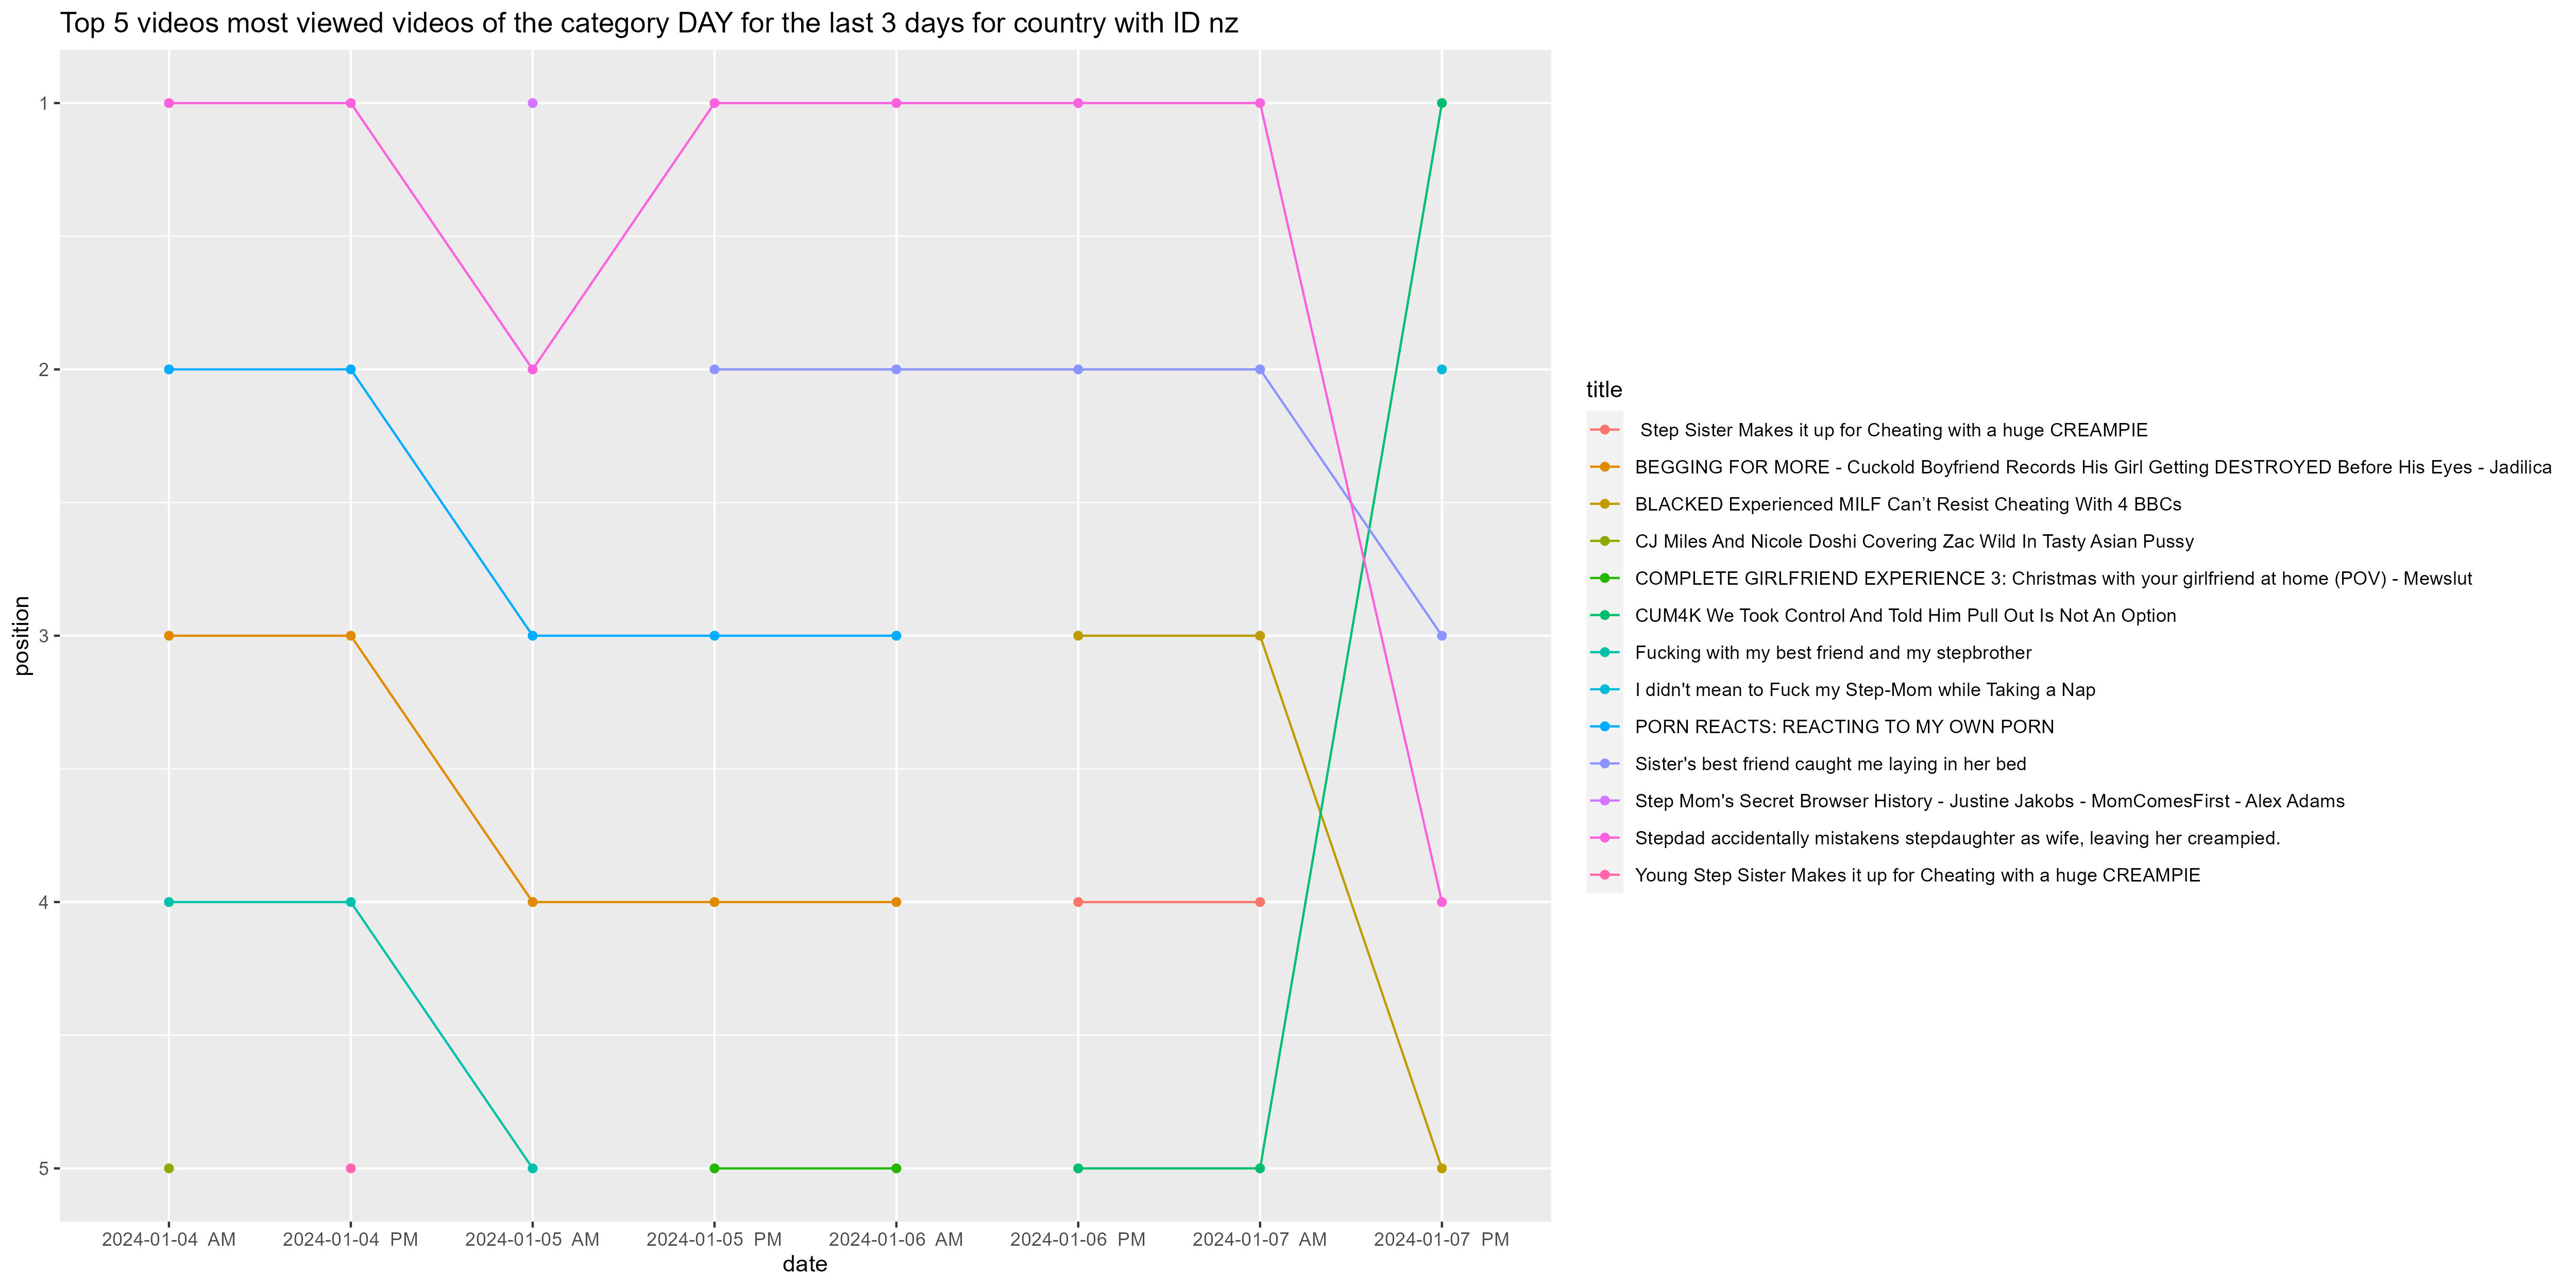 Top 5 videos most viewed videos of the category DAY for the last 3 days for country with ID nz
position
1
2
3
4
5
2024-01-04 AM
2024-01-04 PM
2024-01-05 AM
2024-01-05 PM
2024-01-06 AM
2024-01-06 PM
2024-01-07 AM
2024-01-07 PM
date
title
Step Sister Makes it up for Cheating with a huge CREAMPIE
BEGGING FOR MORE - Cuckold Boyfriend Records His Girl Getting DESTROYED Before His Eyes - Jadilica
BLACKED Experienced MILF Can’t Resist Cheating With 4 BBCs
CJ Miles And Nicole Doshi Covering Zac Wild In Tasty Asian Pussy
COMPLETE GIRLFRIEND EXPERIENCE 3: Christmas with your girlfriend at home (POV) - Mewslut
CUM4K We Took Control And Told Him Pull Out Is Not An Option
Fucking with my best friend and my stepbrother
I didn't mean to Fuck my Step-Mom while Taking a Nap
PORN REACTS: REACTING TO MY OWN PORN
Sister's best friend caught me laying in her bed
Step Mom's Secret Browser History - Justine Jakobs - MomComesFirst - Alex Adams
Stepdad accidentally mistakens stepdaughter as wife, leaving her creampied.
Young Step Sister Makes it up for Cheating with a huge CREAMPIE